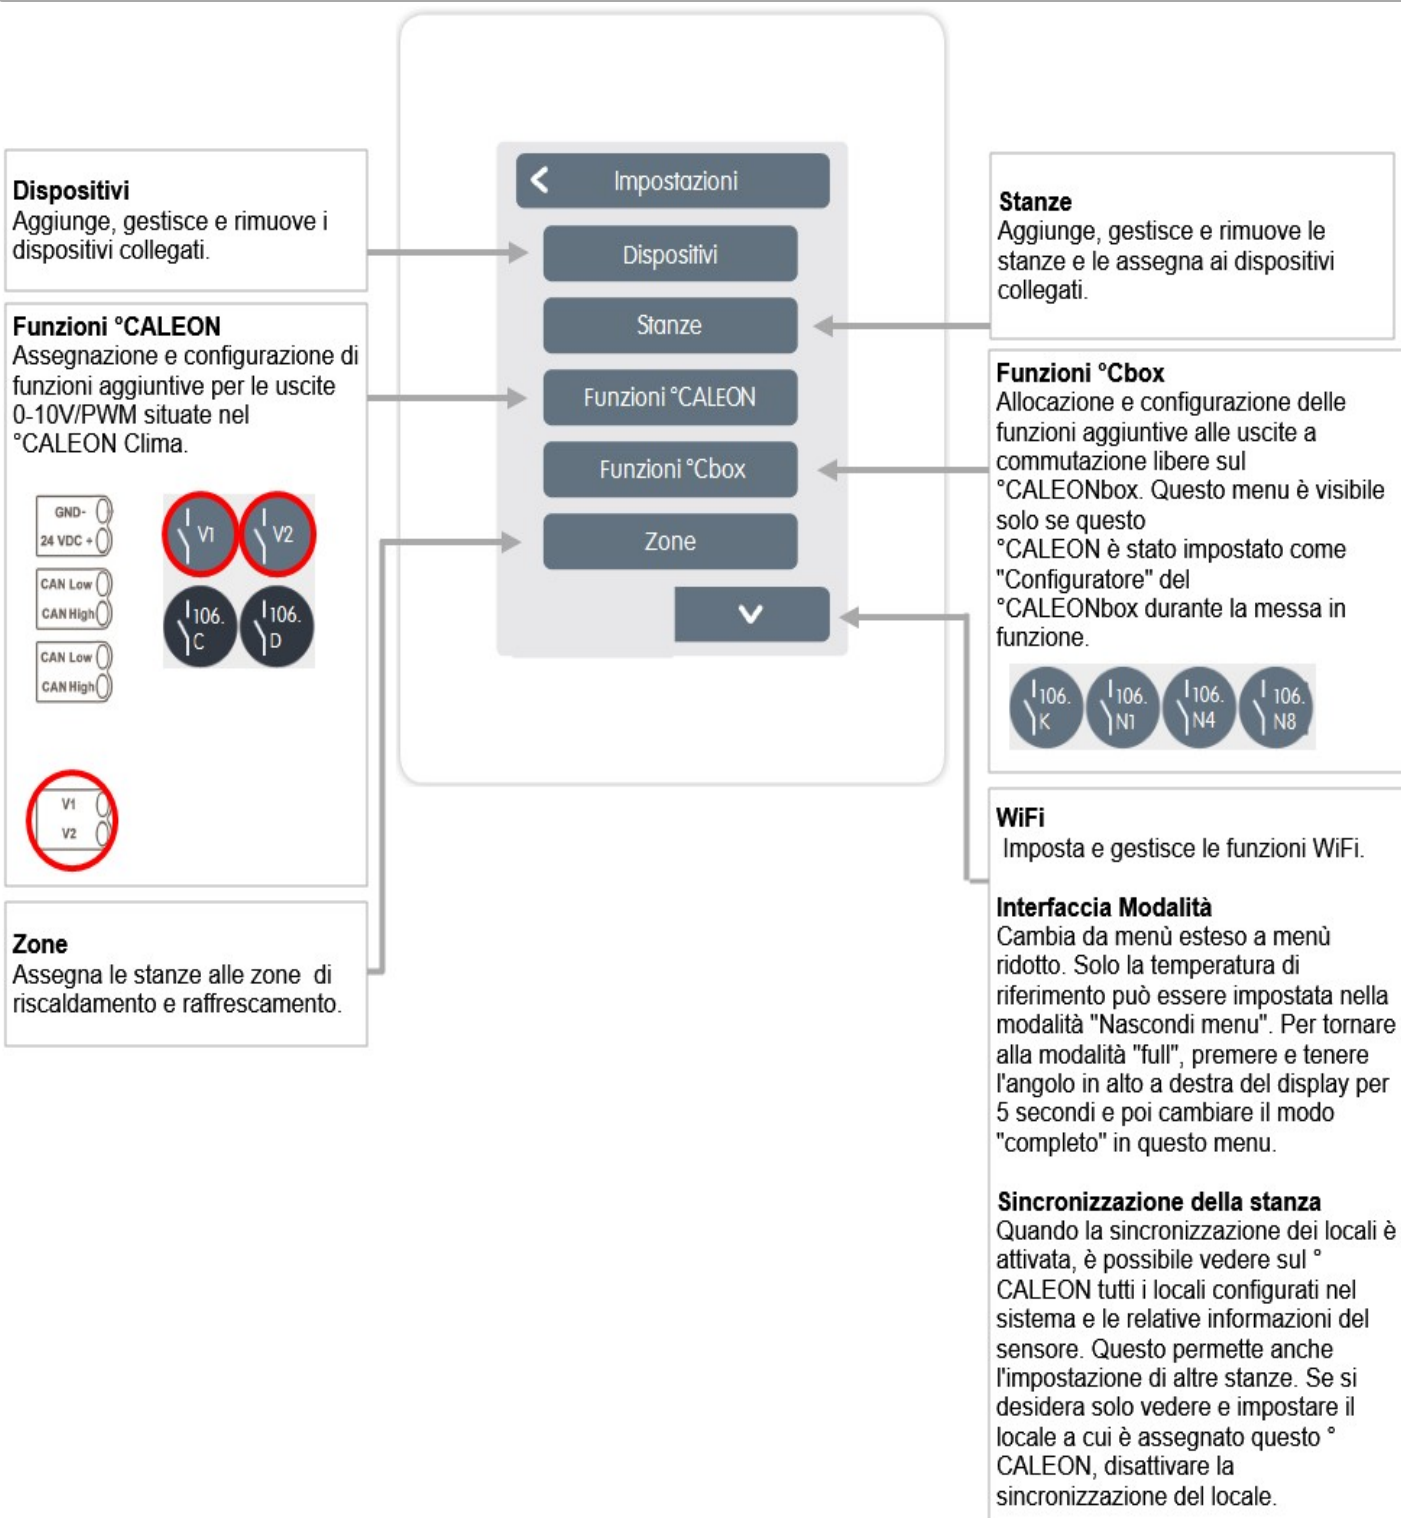 Dispositivi
Aggiunge, gestisce e rimuove i
dispositivi collegati.
Funzioni °CALEON
Assegnazione e configurazione di
funzioni aggiuntive per le uscite
0-10V/PWM situate nel
°CALEON Clima.
GND-
24 VDC +
CAN Low
CAN High
CAN Low
CAN High
V1
V2
V1
V2
106.
C
106.
D
Zone
Assegna le stanze alle zone  di
riscaldamento e raffrescamento.
Impostazioni
Dispositivi
Stanze
Funzioni °CALEON
Funzioni °Cbox
Zone
Stanze
Aggiunge, gestisce e rimuove le
stanze e le assegna ai dispositivi
collegati.
Funzioni °Cbox
Allocazione e configurazione delle
funzioni aggiuntive alle uscite a
commutazione libere sul
°CALEONbox. Questo menu è visibile
solo se questo
°CALEON è stato impostato come
"Configuratore" del
°CALEONbox durante la messa in
funzione.
106.
K
106.
N1
106.
N4
106.
N8
WiFi
Imposta e gestisce le funzioni WiFi.
Interfaccia Modalità
Cambia da menù esteso a menù
ridotto. Solo la temperatura di
riferimento può essere impostata nella
modalità "Nascondi menu". Per tornare
alla modalità "full", premere e tenere
l'angolo in alto a destra del display per
5 secondi e poi cambiare il modo
"completo" in questo menu.
Sincronizzazione della stanza
Quando la sincronizzazione dei locali è
attivata, è possibile vedere sul °
CALEON tutti i locali configurati nel
sistema e le relative informazioni del
sensore. Questo permette anche
l'impostazione di altre stanze. Se si
desidera solo vedere e impostare il
locale a cui è assegnato questo °
CALEON, disattivare la
sincronizzazione del locale.